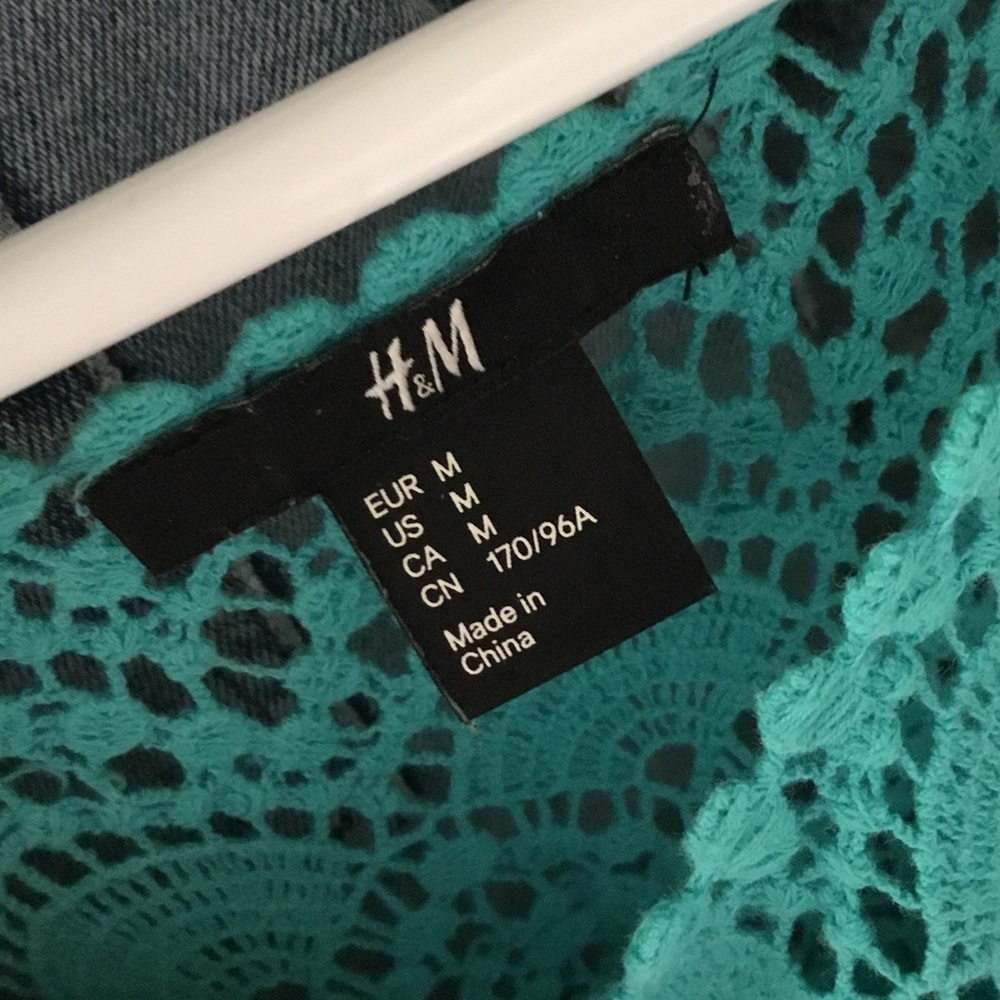 H&M
EUR M
US M
CA M
CN 170/96A
Made in
China